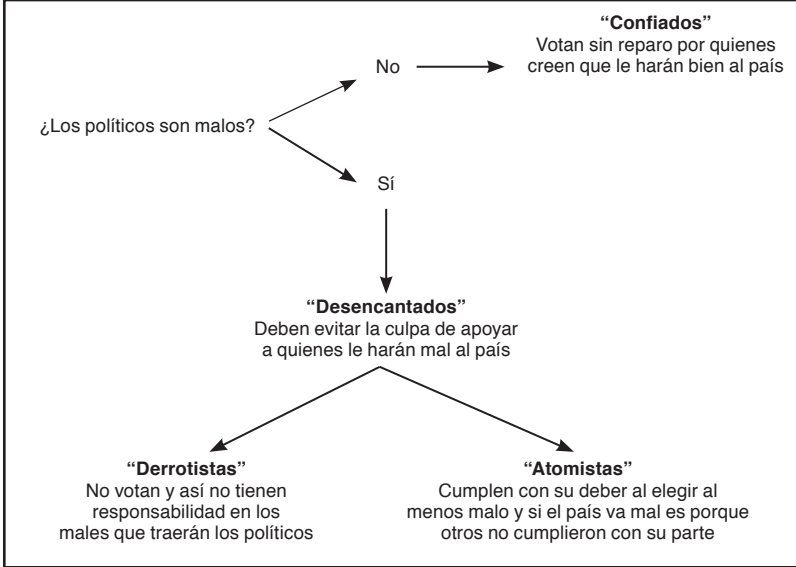 “Confiados”
Votan sin reparo por quienes
creen que le harán bien al país
No
¿Los políticos son malos?
Sí
“Desencantados”
Deben evitar la culpa de apoyar
a quienes le harán mal al país
“Derrotistas”
No votan y así no tienen
responsabilidad en los
males que traerán los políticos
“Atomistas”
Cumplen con su deber al elegir al
menos malo y si el país va mal es porque
otros no cumplieron con su parte